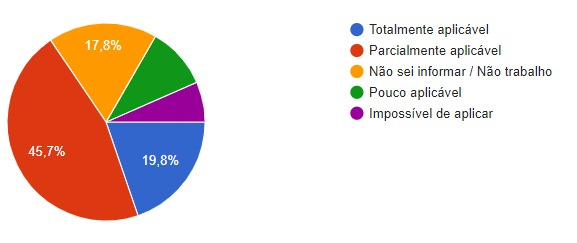 17,8%
45,7%
19,8%
Totalmente aplicável
Parcialmente aplicável
Não sei informar / Não trabalho
Pouco aplicável
Impossível de aplicar